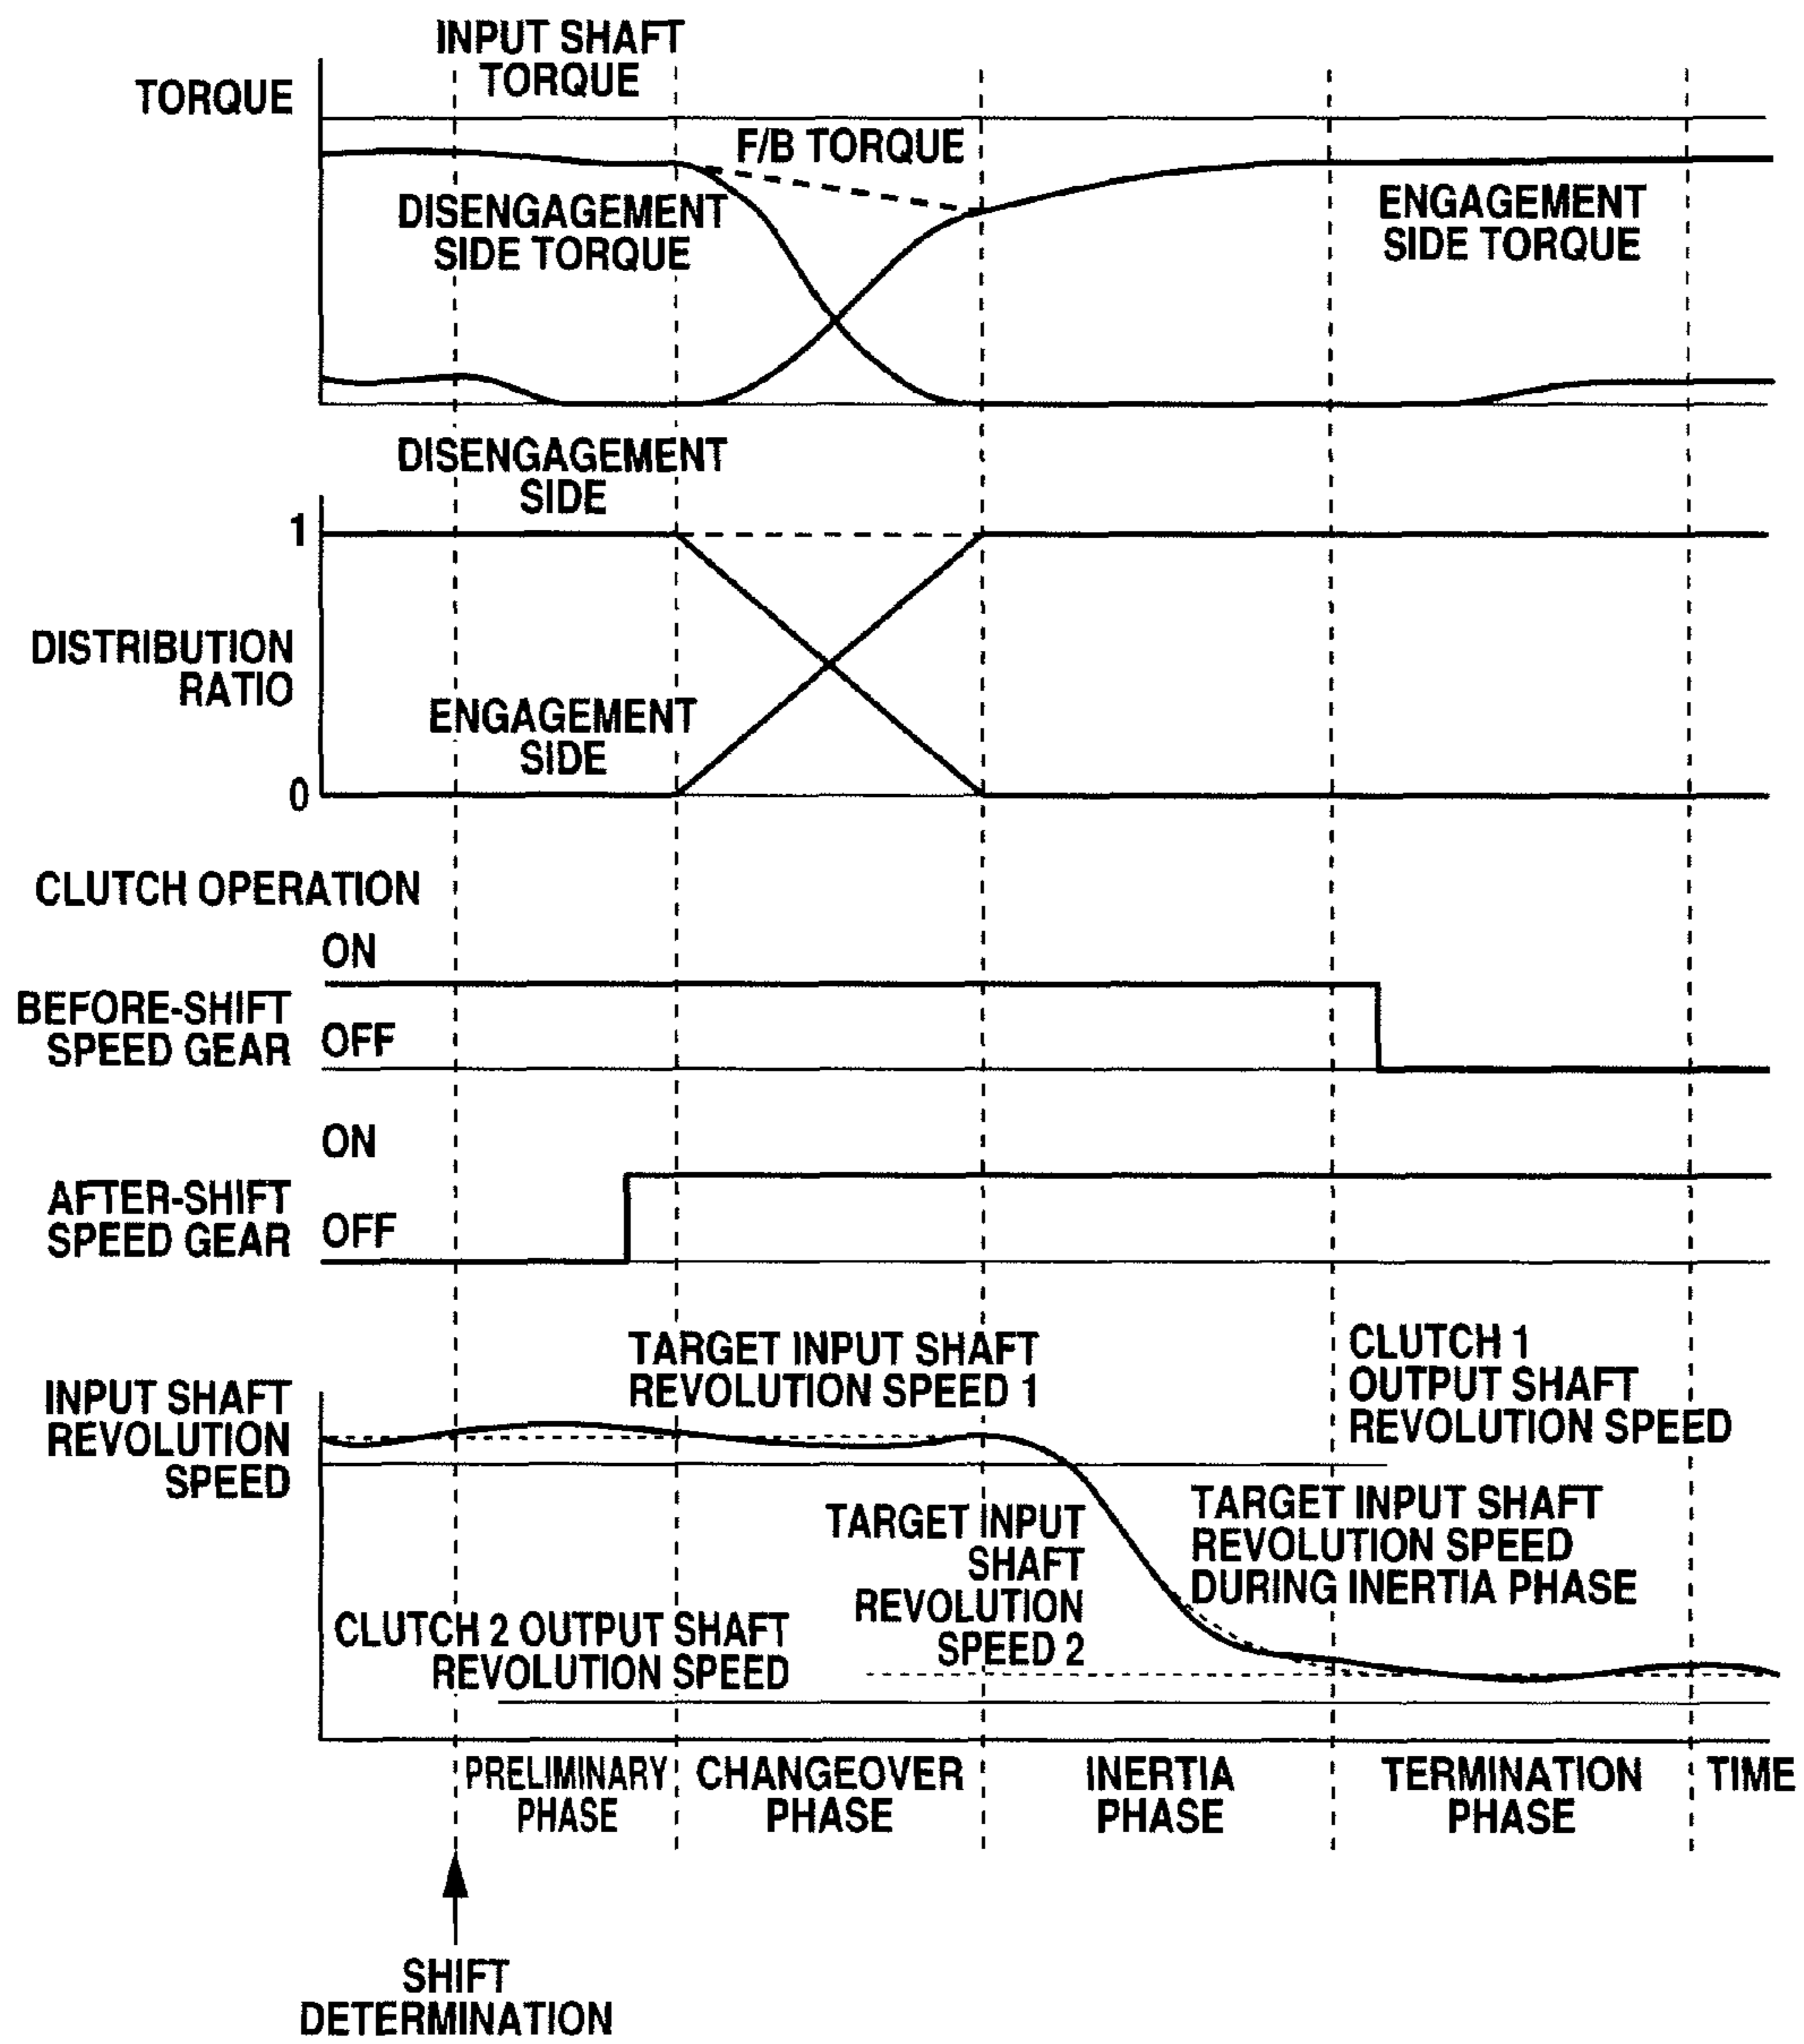 INPUT SHAFT
TORQUE
TORQUE
F/B TORQUE
DISENGAGEMENT
SIDE TORQUE
ENGAGEMENT
SIDE TORQUE
DISENGAGEMENT
SIDE
1
DISTRIBUTION
RATIO
ENGAGEMENT
SIDE
0
CLUTCH OPERATION
ON
BEFORE-SHIFT
SPEED GEAR
OFF
ON
AFTER-SHIFT
SPEED GEAR
OFF
TARGET INPUT SHAFT
REVOLUTION SPEED 1
CLUTCH 1
OUTPUT SHAFT
REVOLUTION SPEED
INPUT SHAFT
REVOLUTION
SPEED
TARGET INPUT
SHAFT
REVOLUTION
SPEED 2
TARGET INPUT SHAFT
REVOLUTION SPEED
DURING INERTIA PHASE
CLUTCH 2 OUTPUT SHAFT
REVOLUTION SPEED
PRELIMINARY
PHASE
CHANGEOVER
PHASE
INERTIA
PHASE
TERMINATION
PHASE
TIME
SHIFT
DETERMINATION